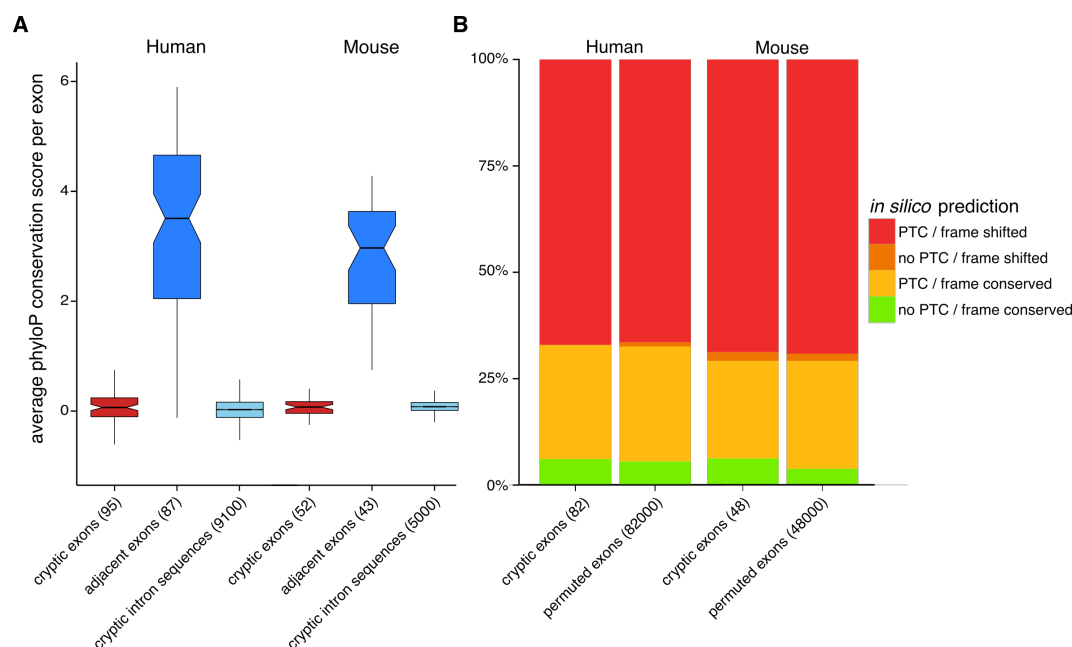 A
Human
Mouse
average phyloP conservation score per exon
6
4
2
0
cryptic exons (95)
adjacent exons (87)
cryptic intron sequences (9100)
cryptic exons (52)
adjacent exons (43)
cryptic intron sequences (5000)
B
Human
Mouse
100%
75%
50%
25%
0%
cryptic exons (82)
permuted exons (82000)
cryptic exons (48)
permuted exons (48000)
in silico prediction
PTC / frame shifted
no PTC / frame shifted
PTC / frame conserved
no PTC / frame conserved